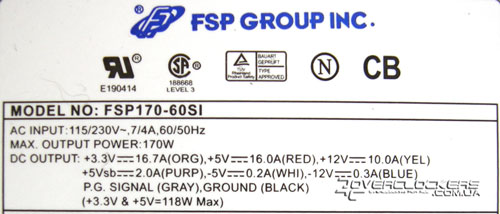 FSP GROUP INC.
E190414
188668
LEVEL 3
BAUART
GEPRÜFT
TYPE
APPROVED
N
CB
MODEL NO: FSP170-60SI
AC INPUT: 115/230V~,7/4A,60/50Hz
MAX. OUTPUT POWER: 170W
DC OUTPUT: +3.3V⎓16.7A(ORG),+5V⎓16.0A(RED),+12V⎓10.0A(YEL)
+5Vsb⎓2.0A(PURP),-5V⎓0.2A(WHI),-12V⎓0.3A(BLUE)
P.G. SIGNAL (GRAY),GROUND (BLACK)
(+3.3V & +5V=118W Max)
OVERCLOCKERS.COM.UA